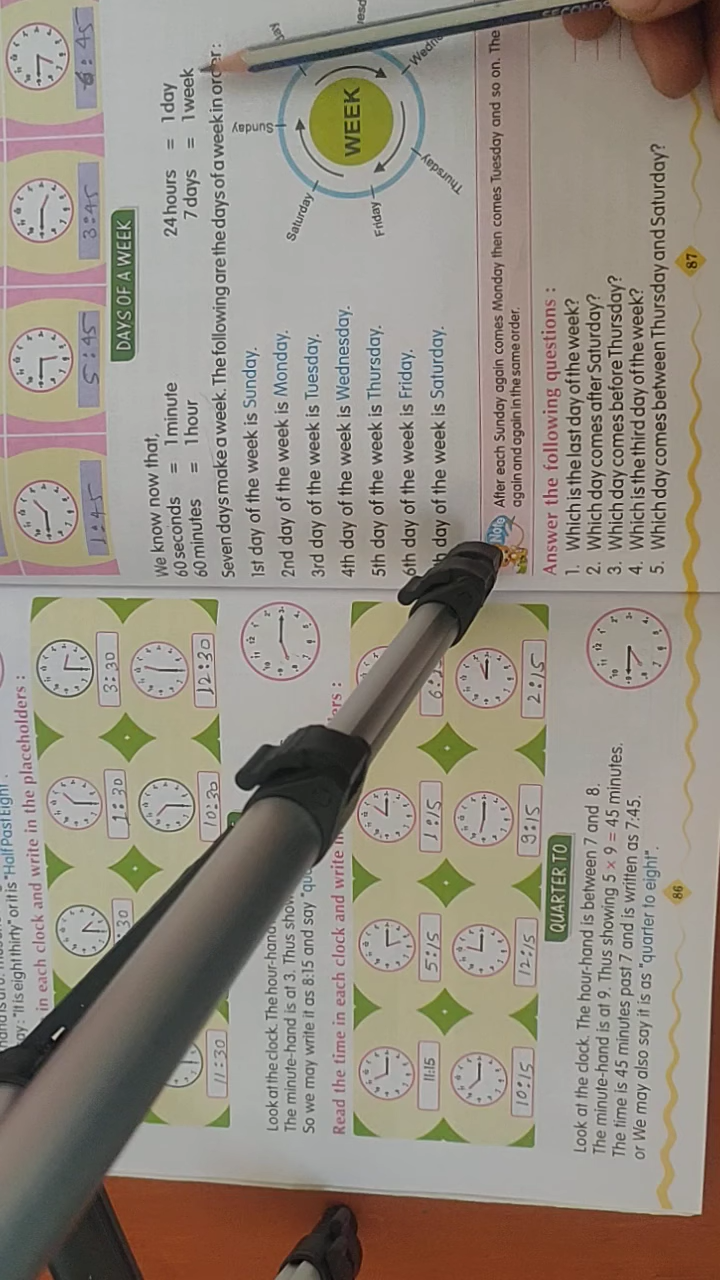 "Half Past Eight".
ay: "It is eight thirty" or it is
in each clock and write in the placeholders :
1:30
3:30
11:30
10:30
12:30
Look at the clock. The hour-hand
The minute-hand is at 3. Thus show
So we may write it as 8:15 and say "qu
Read the time in each clock and write
11:15
5:15
1:15
10:15
12:15
9:15
2:15
QUARTER TO
Look at the clock. The hour-hand is between 7 and 8.
The minute-hand is at 9. Thus showing 5 × 9 = 45 minutes.
The time is 45 minutes past 7 and is written as 7.45.
or We may also say it is as "quarter to eight".
86
1:45
5:45
3:45
6:45
DAYS OF A WEEK
We know now that,
60 seconds = 1 minute
24 hours = 1 day
60 minutes = 1 hour
7 days = 1 week
Seven days make a week. The following are the days of a week in order :
1st day of the week is Sunday.
2nd day of the week is Monday.
3rd day of the week is Tuesday.
4th day of the week is Wednesday.
5th day of the week is Thursday.
6th day of the week is Friday.
day of the week is Saturday.
Sunday
Saturday
Friday
Thursday
WEEK
Note
After each Sunday again comes Monday then comes Tuesday and so on. The
again and again in the same order.
Answer the following questions :
1. Which is the last day of the week?
2. Which day comes after Saturday?
3. Which day comes before Thursday?
4. Which is the third day of the week?
5. Which day comes between Thursday and Saturday?
87